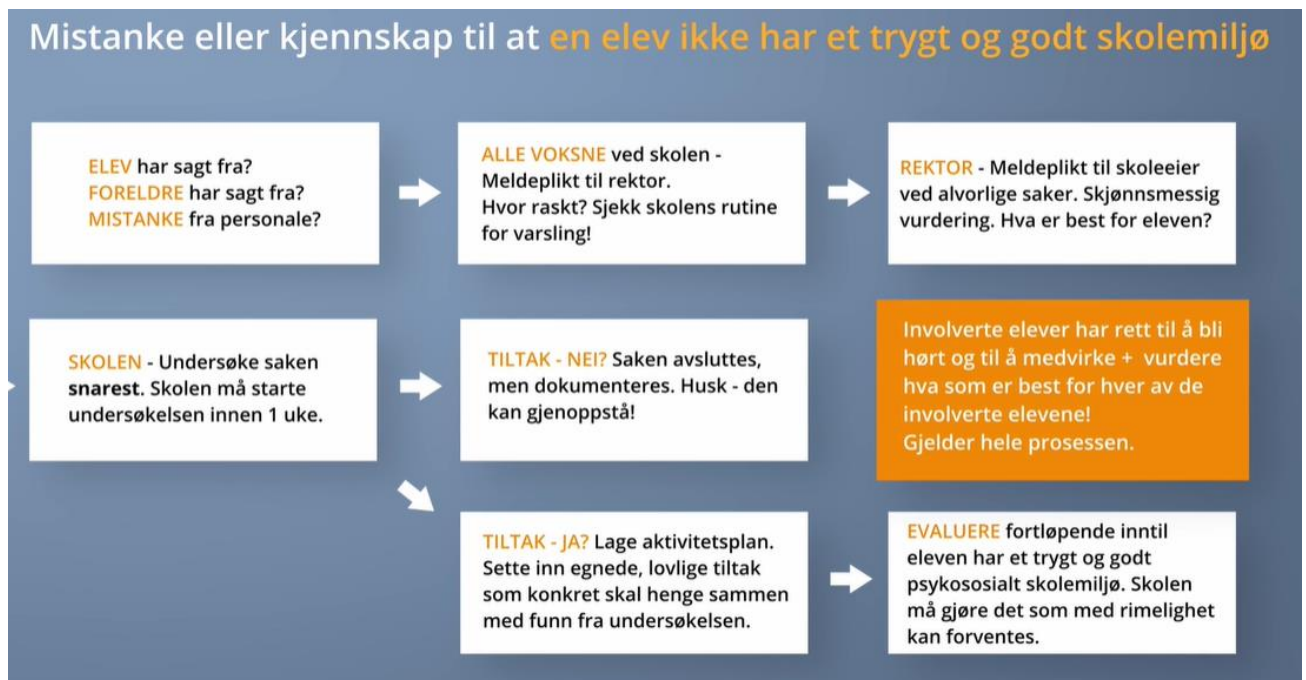 Mistanke eller kjennskap til at en elev ikke har et trygt og godt skolemiljø
ELEV har sagt fra?
FORELDRE har sagt fra?
MISTANKE fra personale?
ALLE VOKSNE ved skolen -
Meldeplikt til rektor.
Hvor raskt? Sjekk skolens rutine
for varsling!
REKTOR - Meldeplikt til skoleeier
ved alvorlige saker. Skjønnsmessig
vurdering. Hva er best for eleven?
SKOLEN - Undersøke saken
snarest. Skolen må starte
undersøkelsen innen 1 uke.
TILTAK - NEI? Saken avsluttes,
men dokumenteres. Husk - den
kan gjenoppstå!
Involverte elever har rett til å bli
hørt og til å medvirke + vurdere
hva som er best for hver av de
involverte elevene!
Gjelder hele prosessen.
TILTAK - JA? Lage aktivitetsplan.
Sette inn egnede, lovlige tiltak
som konkret skal henge sammen
med funn fra undersøkelsen.
EVALUERE fortløpende inntil
eleven har et trygt og godt
psykososialt skolemiljø. Skolen
må gjøre det som med rimelighet
kan forventes.